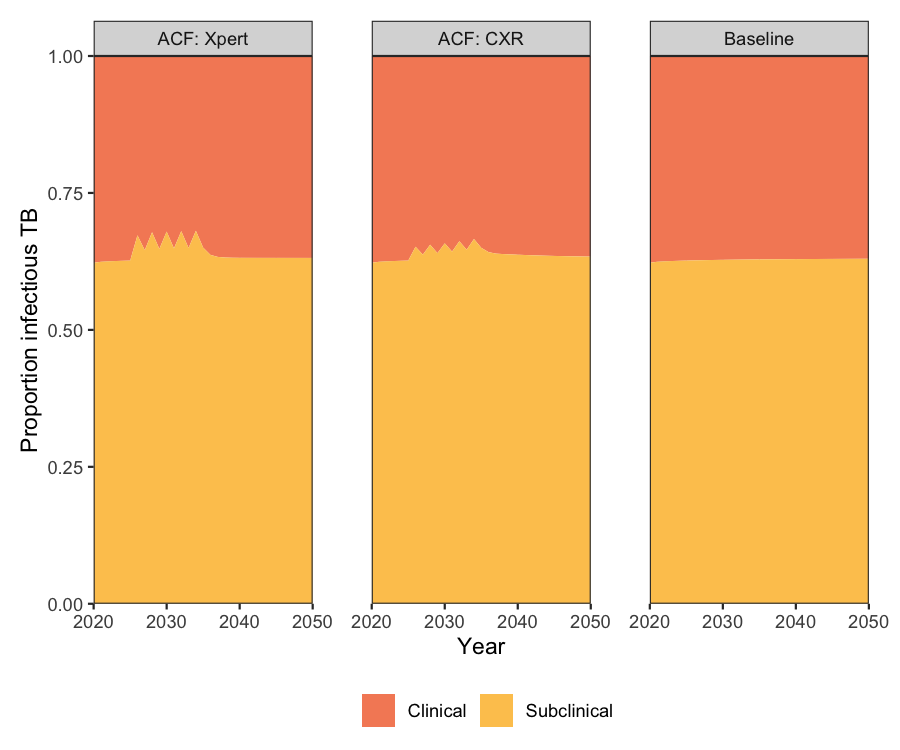 ACF: Xpert ACF: CXR Baseline
1.00
0.75
0.50
0.25
0.00
Proportion infectious TB
2020 2030 2040 2050 2020 2030 2040 2050 2020 2030 2040 2050
Year
Clinical Subclinical